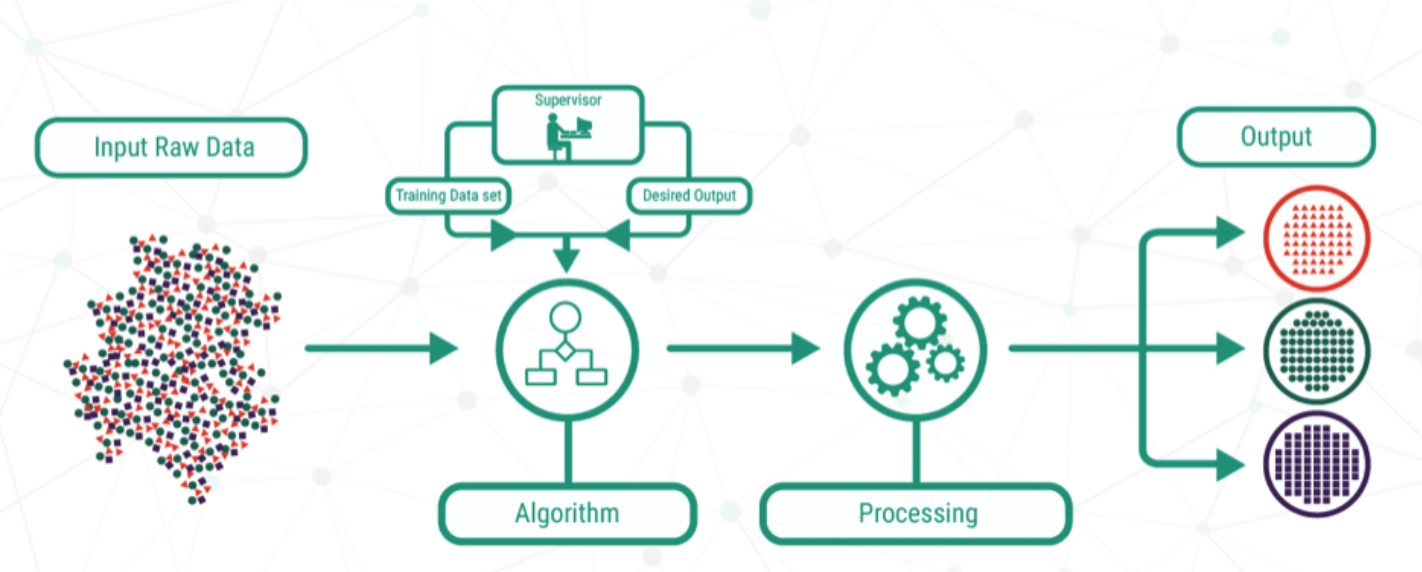 Input Raw Data
Supervisor
Training Data set
Desired Output
Algorithm
Processing
Output